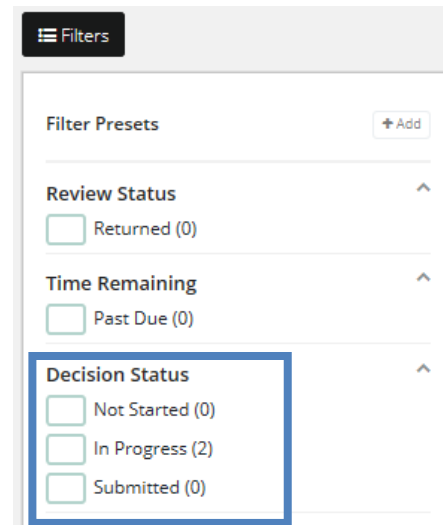 Filters
Filter Presets
+ Add
Review Status
Returned (0)
Time Remaining
Past Due (0)
Decision Status
Not Started (0)
In Progress (2)
Submitted (0)